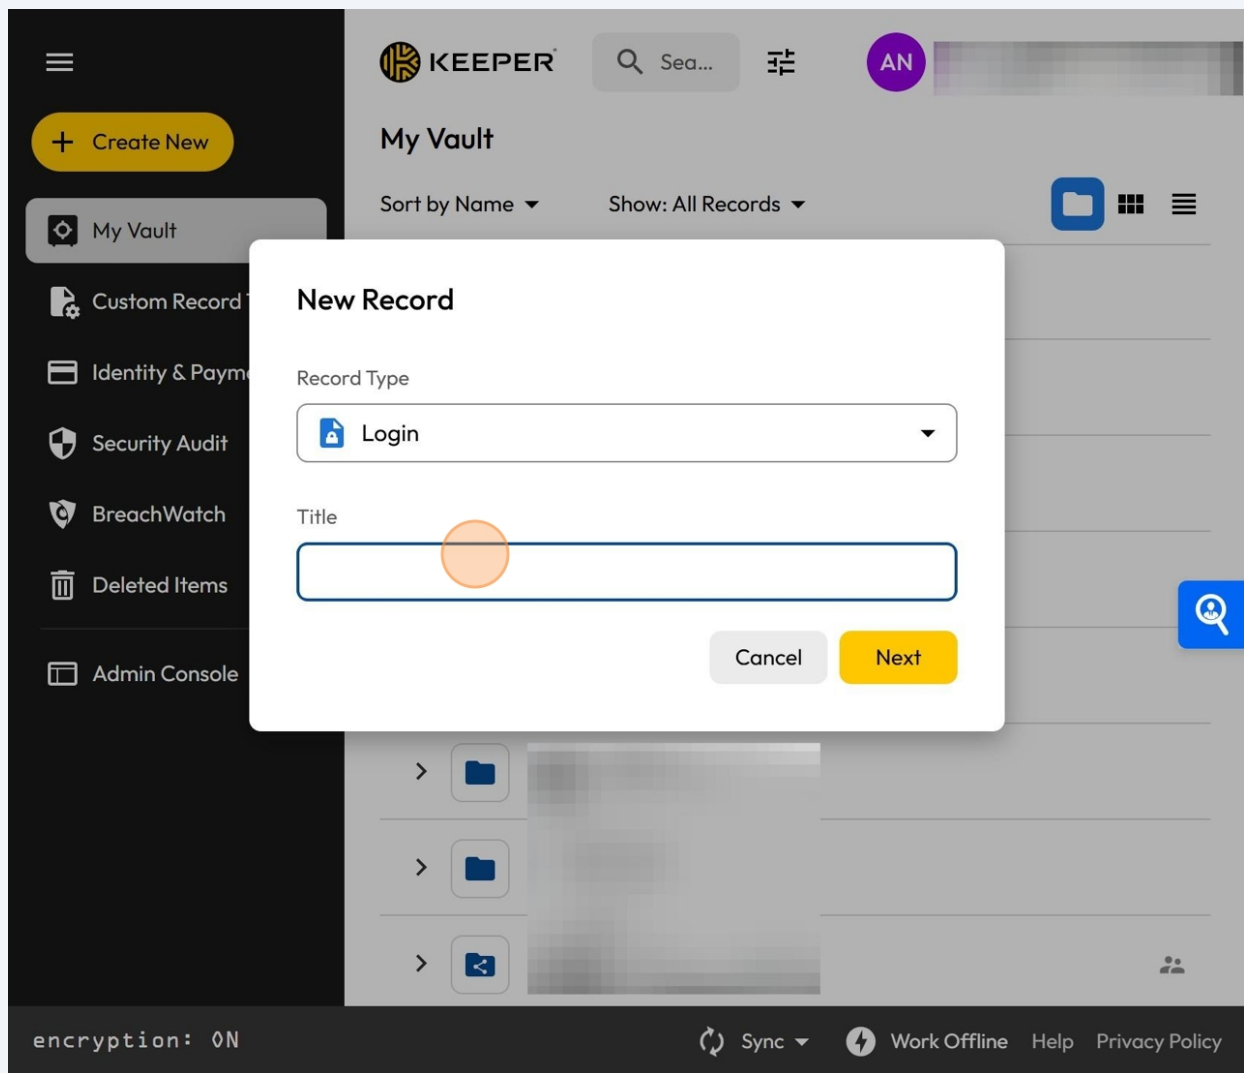 KEEPER
Sea...
AN
Create New
My Vault
Sort by Name
Show: All Records
My Vault
Custom Record
Identity & Paym
Security Audit
BreachWatch
Deleted Items
Admin Console
New Record
Record Type
Login
Title
Cancel
Next
encryption: ON
Sync
Work Offline
Help
Privacy Policy